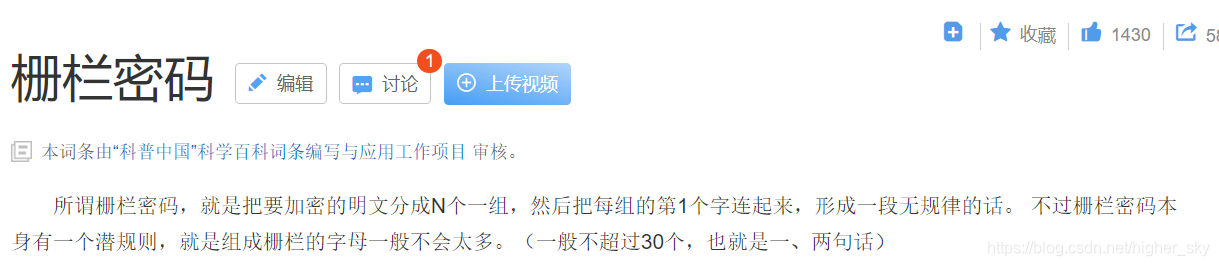 收藏 1430 58
栅栏密码 编辑 讨论 1 上传视频
本词条由“科普中国”科学百科词条编写与应用工作项目 审核。
所谓栅栏密码，就是把要加密的明文分成N个一组，然后把每组的第1个字连起来，形成一段无规律的话。 不过栅栏密码本
身有一个潜规则，就是组成栅栏的字母一般不会太多。（一般不超过30个，也就是一、两句话）
https://blog.csdn.net/higher_sky